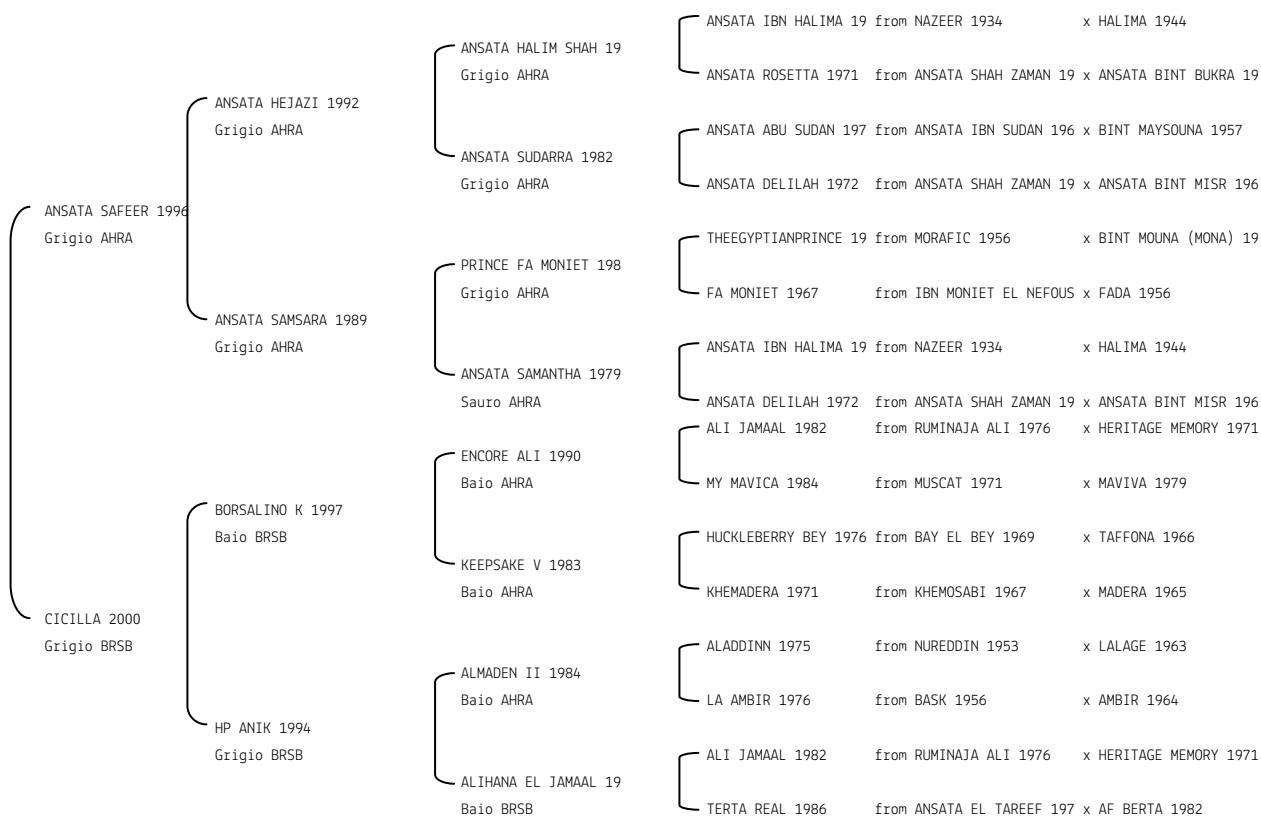 ANSATA IBN HALIMA 19 from NAZEER 1934 x HALIMA 1944
ANSATA HALIM SHAH 19
Grigio AHRA
ANSATA ROSETTA 1971 from ANSATA SHAH ZAMAN 19 x ANSATA BINT BUKRA 19
ANSATA HEJAZI 1992
Grigio AHRA
ANSATA ABU SUDAN 197 from ANSATA IBN SUDAN 196 x BINT MAYSOUNA 1957
ANSATA SUDARRA 1982
Grigio AHRA
ANSATA DELILAH 1972 from ANSATA SHAH ZAMAN 19 x ANSATA BINT MISR 196
ANSATA SAFEER 1996
Grigio AHRA
THEEGYPTIANPRINCE 19 from MORAFIC 1956 x BINT MOUNA (MONA) 19
PRINCE FA MONIET 198
Grigio AHRA
FA MONIET 1967 from IBN MONIET EL NEFOUS x FADA 1956
ANSATA SAMSARA 1989
Grigio AHRA
ANSATA IBN HALIMA 19 from NAZEER 1934 x HALIMA 1944
ANSATA SAMANTHA 1979
Sauro AHRA
ANSATA DELILAH 1972 from ANSATA SHAH ZAMAN 19 x ANSATA BINT MISR 196
ALI JAMAAL 1982 from RUMINAJA ALI 1976 x HERITAGE MEMORY 1971
ENCORE ALI 1990
Baio AHRA
MY MAVICA 1984 from MUSCAT 1971 x MAVIVA 1979
BORSALINO K 1997
Baio BRSB
HUCKLEBERRY BEY 1976 from BAY EL BEY 1969 x TAFFONA 1966
KEEPSAKE V 1983
Baio AHRA
KHEMADERA 1971 from KHEMOSABI 1967 x MADERA 1965
CICILLA 2000
Grigio BRSB
ALADDINN 1975 from NUREDDIN 1953 x LALAGE 1963
ALMADEN II 1984
Baio AHRA
LA AMBIR 1976 from BASK 1956 x AMBIR 1964
HP ANIK 1994
Grigio BRSB
ALI JAMAAL 1982 from RUMINAJA ALI 1976 x HERITAGE MEMORY 1971
ALIHANA EL JAMAAL 19
Baio BRSB
TERTA REAL 1986 from ANSATA EL TAREEF 197 x AF BERTA 1982